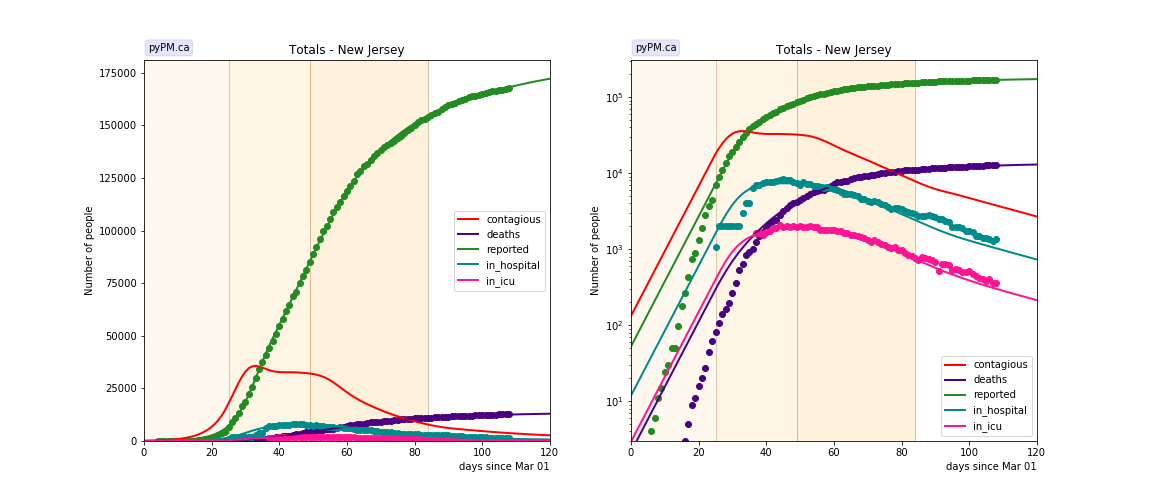 pyPM.ca
Totals - New Jersey
Number of people
175000
150000
125000
100000
75000
50000
25000
0
0 20 40 60 80 100 120
days since Mar 01
contagious
deaths
reported
in_hospital
in_icu
pyPM.ca
Totals - New Jersey
Number of people
10^5
10^4
10^3
10^2
10^1
0 20 40 60 80 100 120
days since Mar 01
contagious
deaths
reported
in_hospital
in_icu